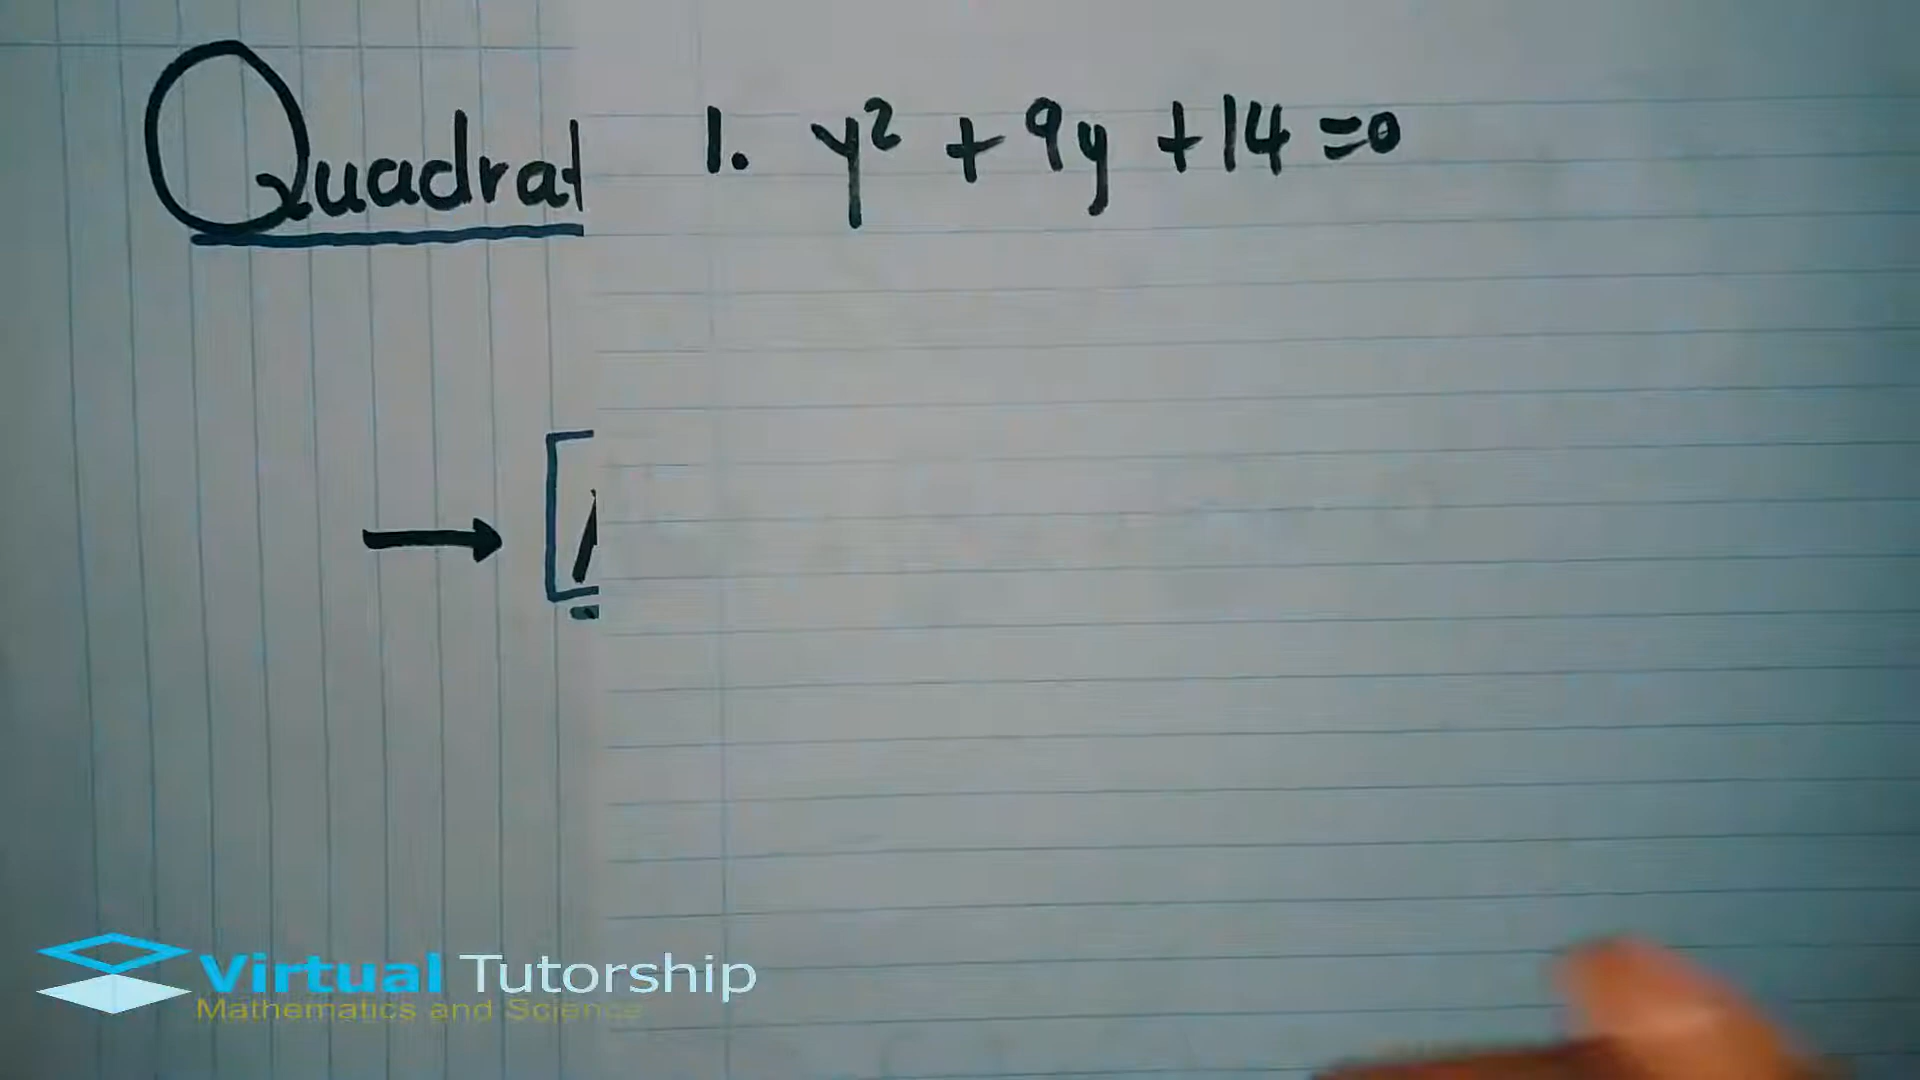 Quadrat
1. y² + 9y + 14 = 0
Virtual Tutorship
Mathematics and Science